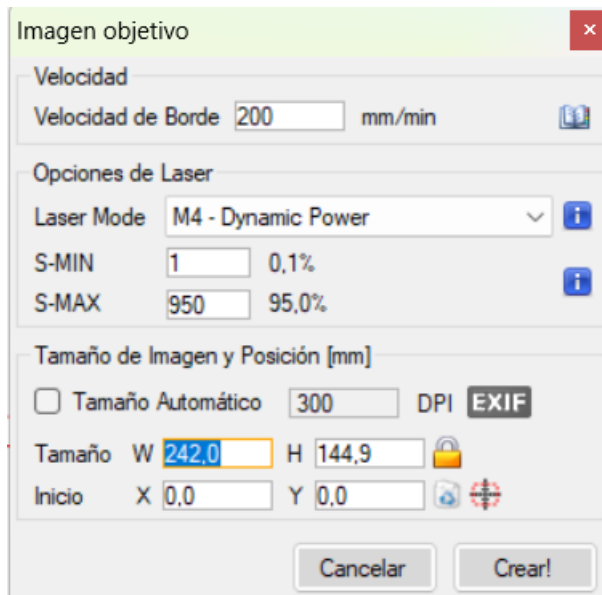 Imagen objetivo
Velocidad
Velocidad de Borde 200 mm/min
Opciones de Laser
Laser Mode M4 - Dynamic Power
S-MIN 1 0,1%
S-MAX 950 95,0%
Tamaño de Imagen y Posición [mm]
Tamaño Automático 300 DPI EXIF
Tamaño W 242,0 H 144,9
Inicio X 0,0 Y 0,0
Cancelar Crear!